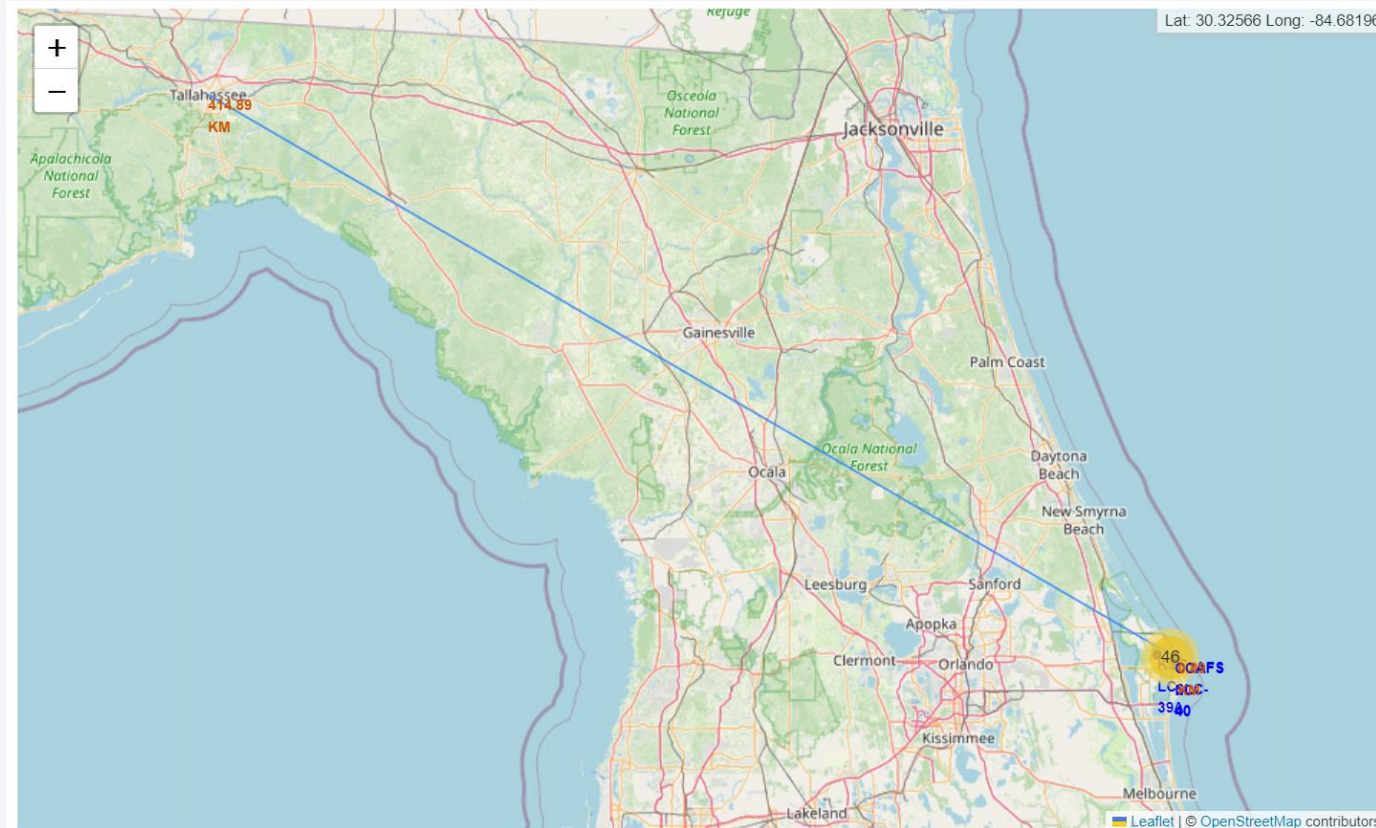 Refuge
Lat: 30.32566 Long: -84.68196
+
−
Tallahassee
414.89
KM
Osceola
National
Forest
Jacksonville
Apalachicola
National
Forest
Gainesville
Palm Coast
Ocala National
Forest
Ocala
Daytona
Beach
New Smyrna
Beach
Leesburg
Sanford
Apopka
46
Clermont
Orlando
Kissimmee
Melbourne
Lakeland
Leaflet | © OpenStreetMap contributors